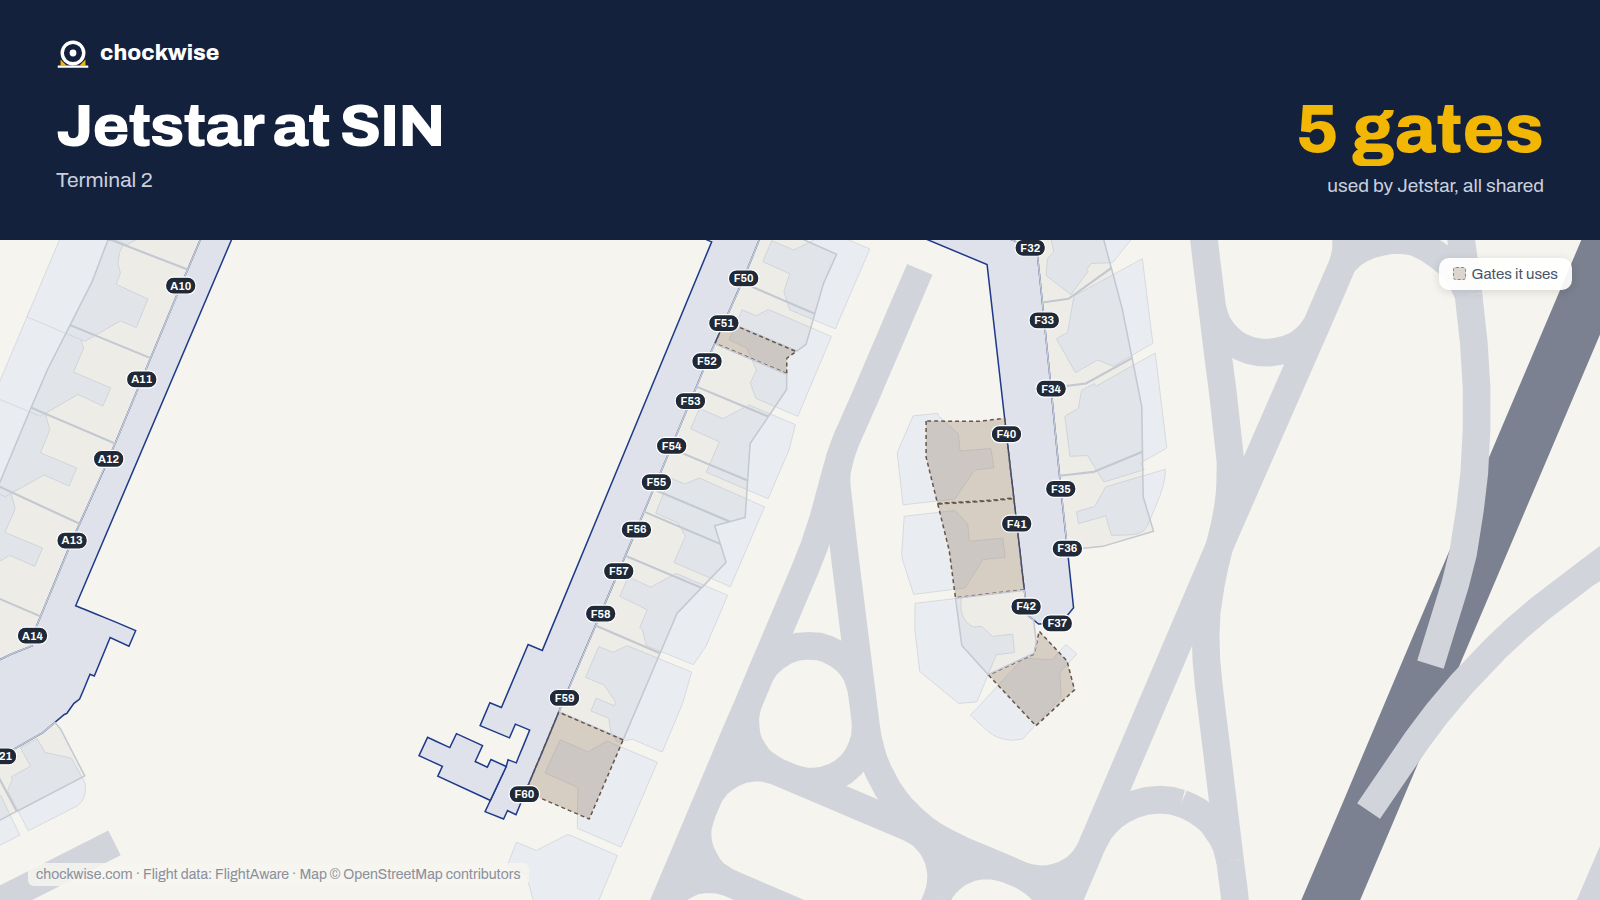 chockwise
Jetstar at SIN
Terminal 2
5 gates
used by Jetstar, all shared
Gates it uses
F32
F50
A10
F33
F51
F52
A11
F34
F53
F40
F54
A12
F55
F35
F41
F56
A13
F36
F57
F42
F58
F37
A14
F59
21
F60
chockwise.com · Flight data: FlightAware · Map © OpenStreetMap contributors